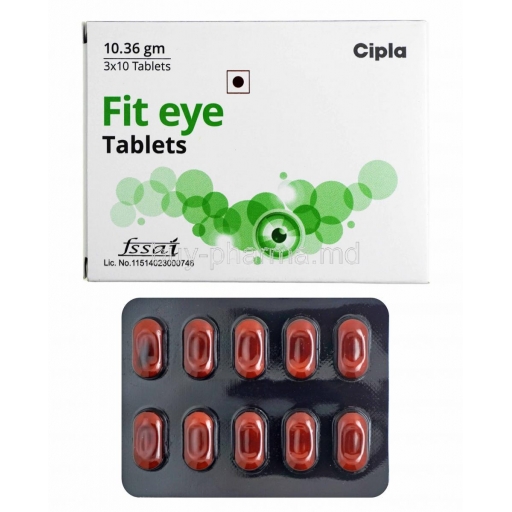 10.36 gm
3x10 Tablets
Cipla
Fit eye
Tablets
fssai
Lic. No.11514023000746